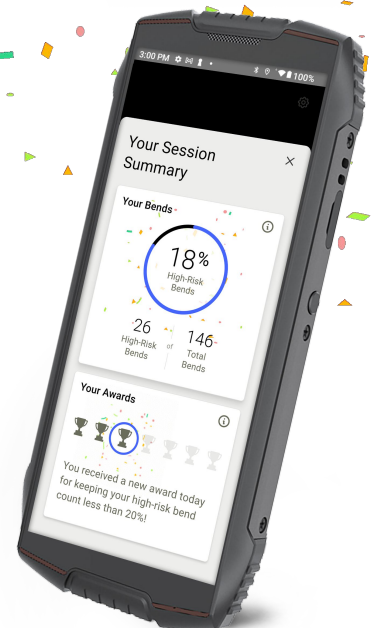 3:00 PM
100%
Your Session
Summary
Your Bends
18%
High-Risk
Bends
26
High-Risk
Bends
of
146
Total
Bends
Your Awards
You received a new award today
for keeping your high-risk bend
count less than 20%!